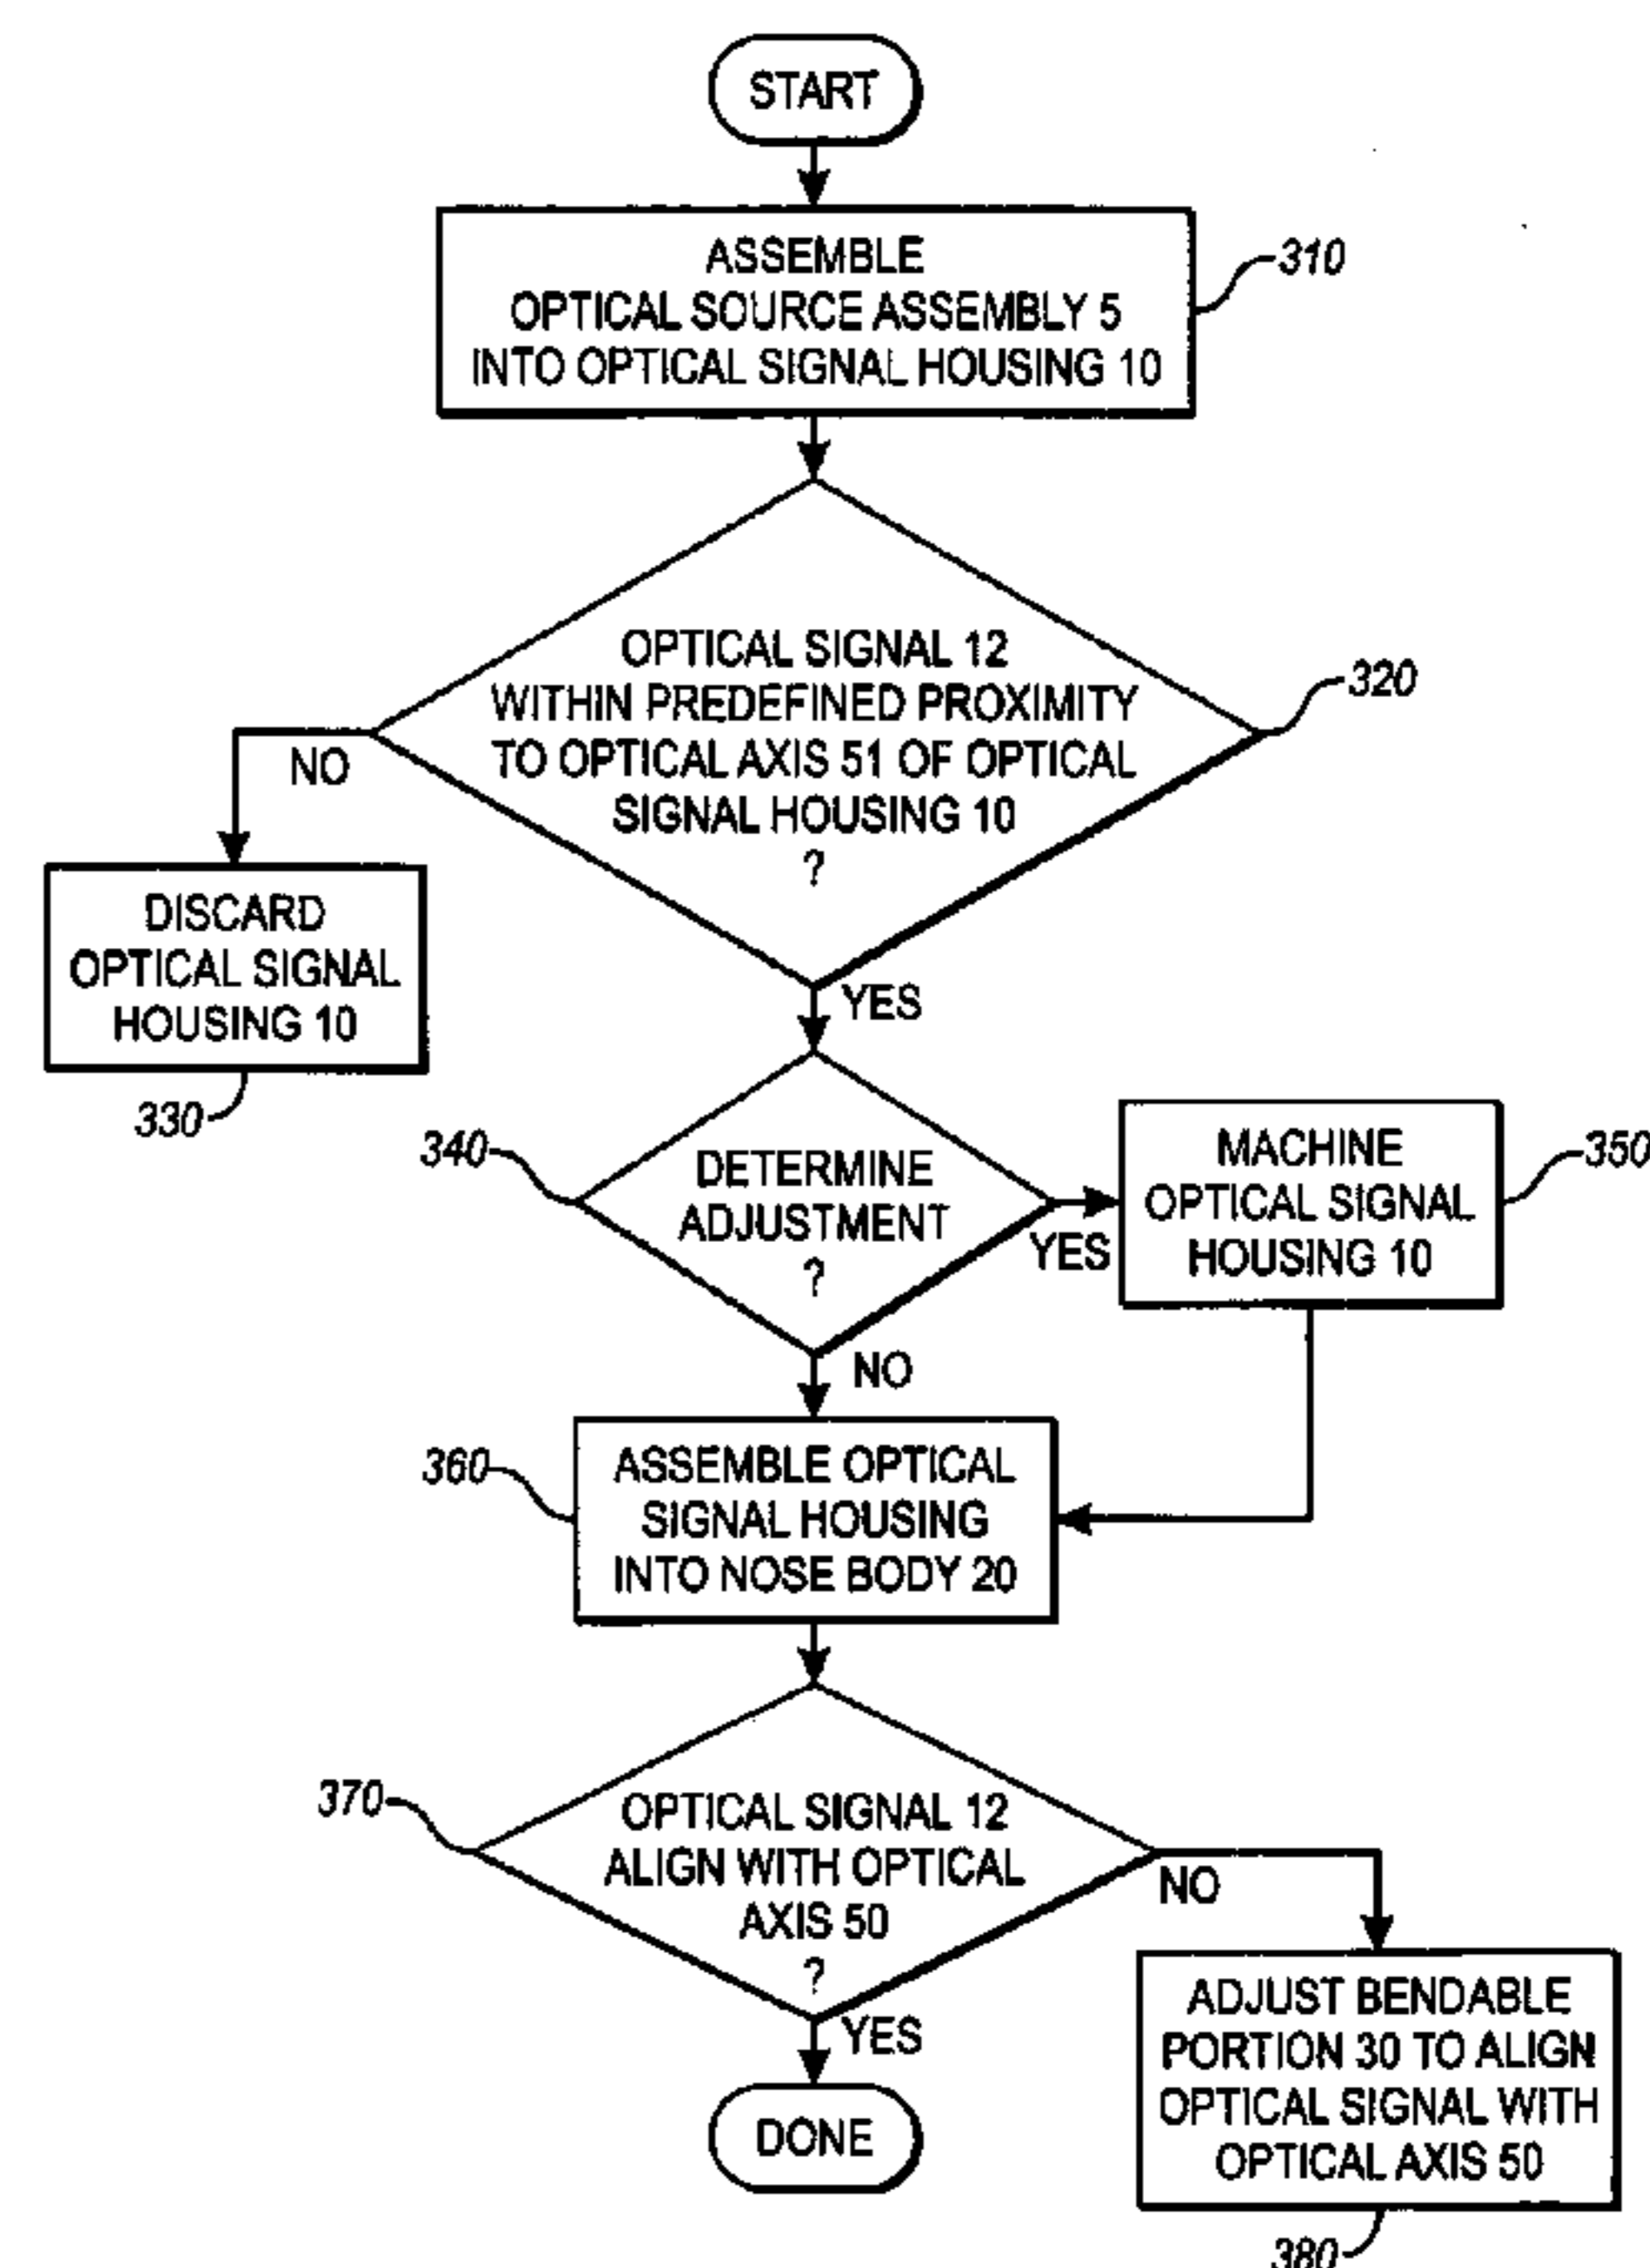 START
ASSEMBLE
OPTICAL SOURCE ASSEMBLY 5
INTO OPTICAL SIGNAL HOUSING 10
310
OPTICAL SIGNAL 12
WITHIN PREDEFINED PROXIMITY
TO OPTICAL AXIS 51 OF OPTICAL
SIGNAL HOUSING 10
?
320
NO
DISCARD
OPTICAL SIGNAL
HOUSING 10
330
YES
340
DETERMINE
ADJUSTMENT
?
YES
MACHINE
OPTICAL SIGNAL
HOUSING 10
350
NO
360
ASSEMBLE OPTICAL
SIGNAL HOUSING
INTO NOSE BODY 20
370
OPTICAL SIGNAL 12
ALIGN WITH OPTICAL
AXIS 50
?
NO
YES
DONE
ADJUST BENDABLE
PORTION 30 TO ALIGN
OPTICAL SIGNAL WITH
OPTICAL AXIS 50
380